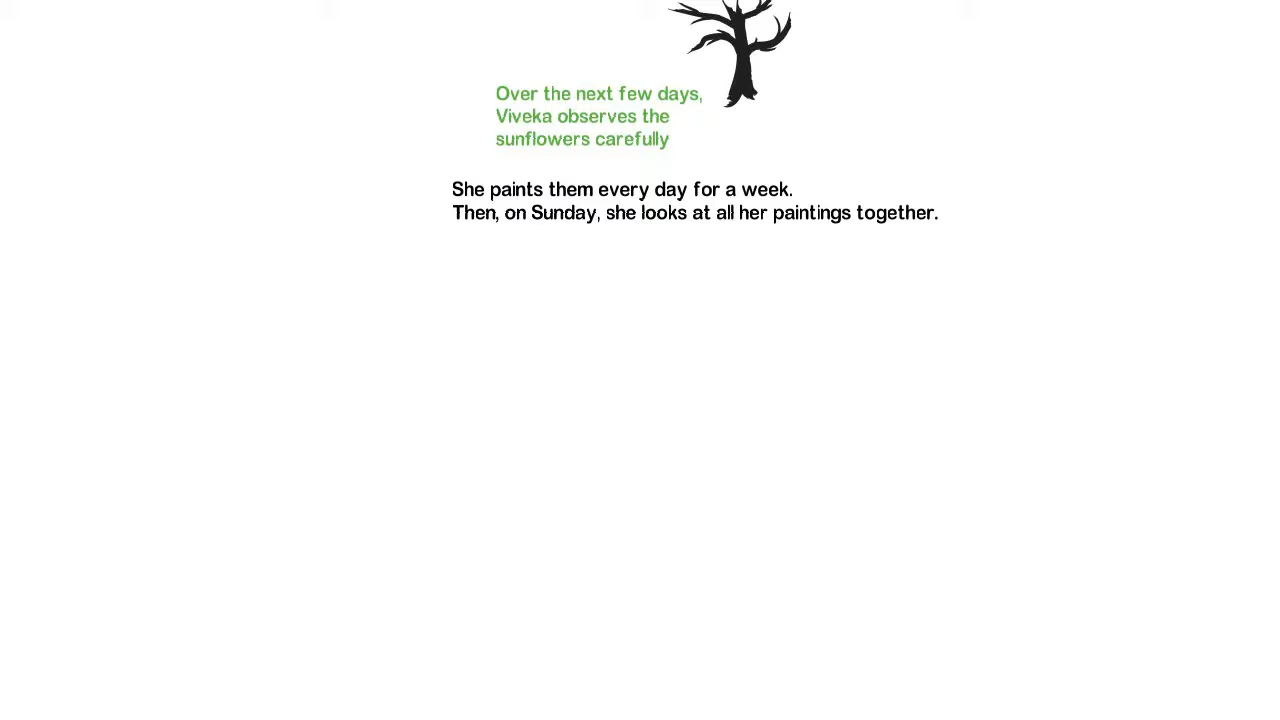 Over the next few days,
Viveka observes the
sunflowers carefully
She paints them every day for a week.
Then, on Sunday, she looks at all her paintings together.